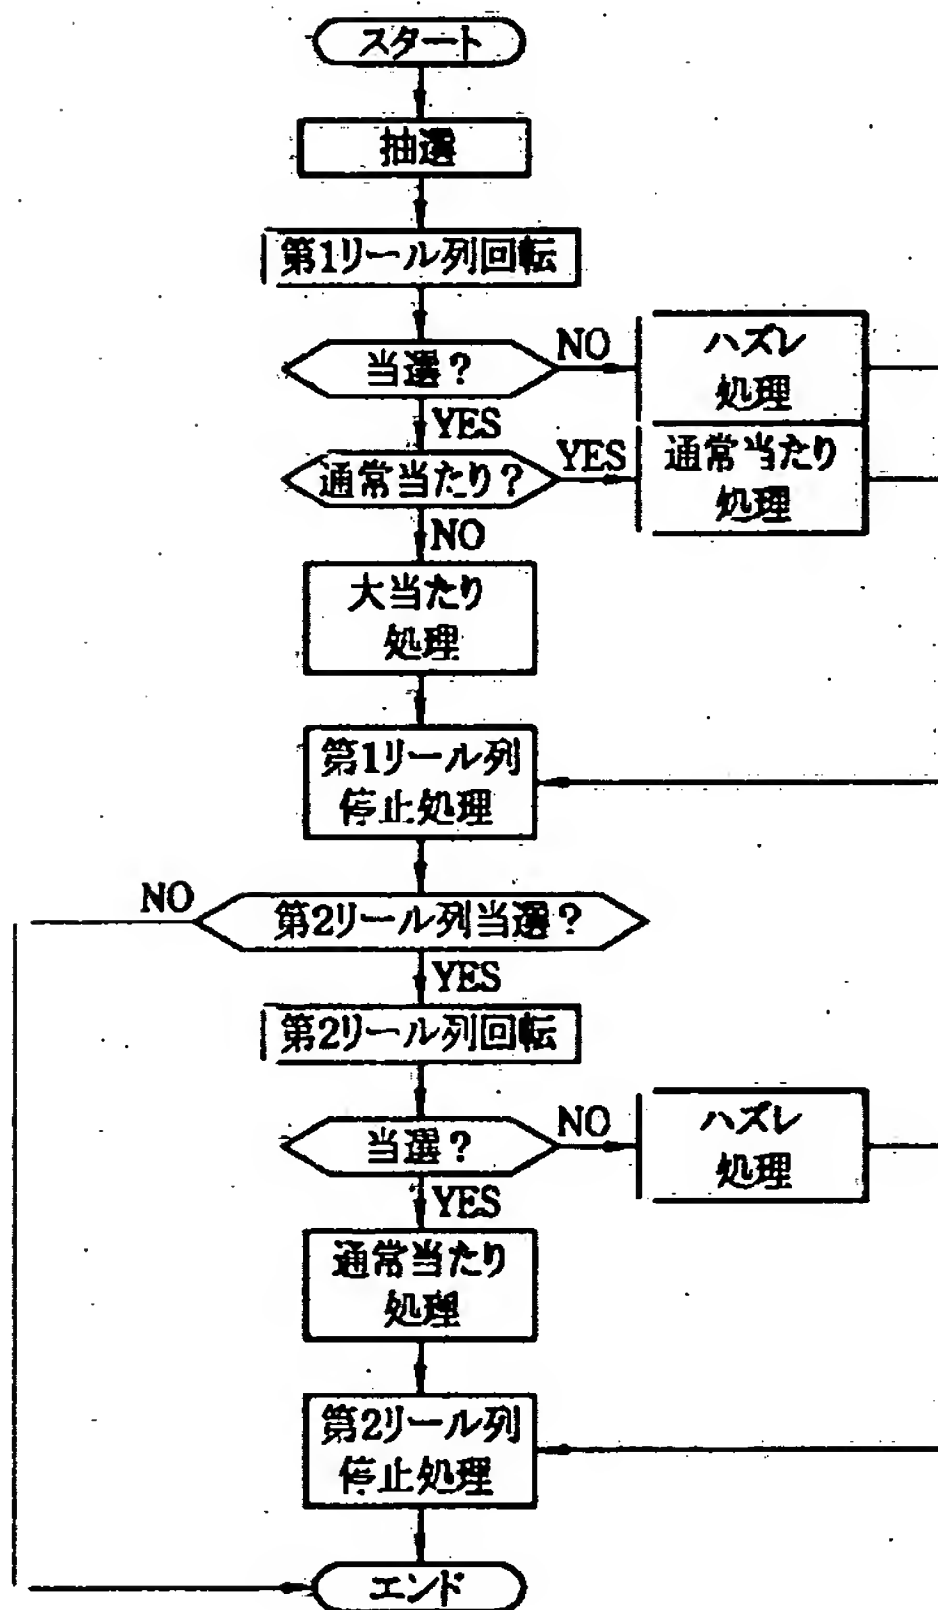 スタート
抽選
第1リール列回転
当選?
NO
ハズレ
処理
YES
通常当たり?
YES
通常当たり
処理
NO
大当たり
処理
第1リール列
停止処理
NO
第2リール列当選?
YES
第2リール列回転
当選?
NO
ハズレ
処理
YES
通常当たり
処理
第2リール列
停止処理
エンド